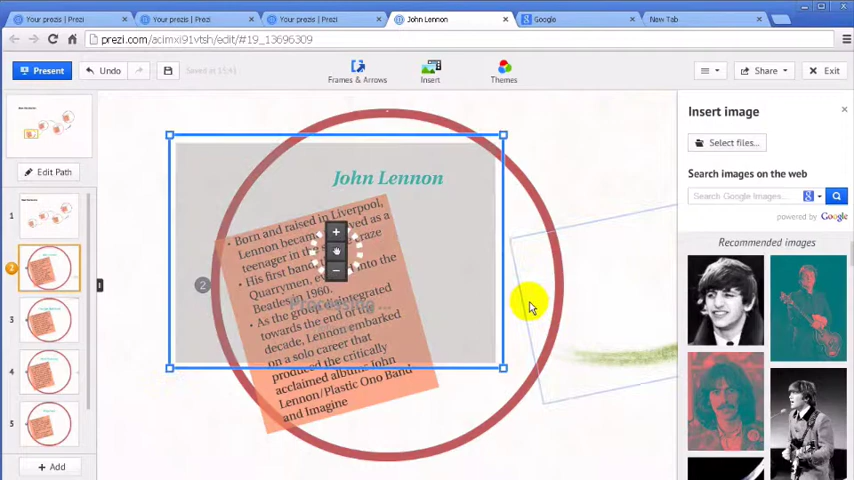 Your prezis | Prezi
Your prezis | Prezi
Your prezis | Prezi
John Lennon
Google
New Tab
prezi.com/acimxi91vtsh/edit/#19_13696309
Present
Undo
Frames & Arrows
Insert
Themes
Share
Exit
Edit Path
1
2
3
4
5
Add
John Lennon
2
• Born and raised in Liverpool,
Lennon became
teenager in the
craze
• His first band,
Quarrymen,
into the
Beatles in 1960.
• As the group disintegrated
towards the end of the
decade, Lennon embarked
on a solo career that
produced the critically
acclaimed albums John
Lennon/Plastic Ono Band
and Imagine
Insert image
Select files...
Search images on the web
Search Google Images...
powered by Google
Recommended images